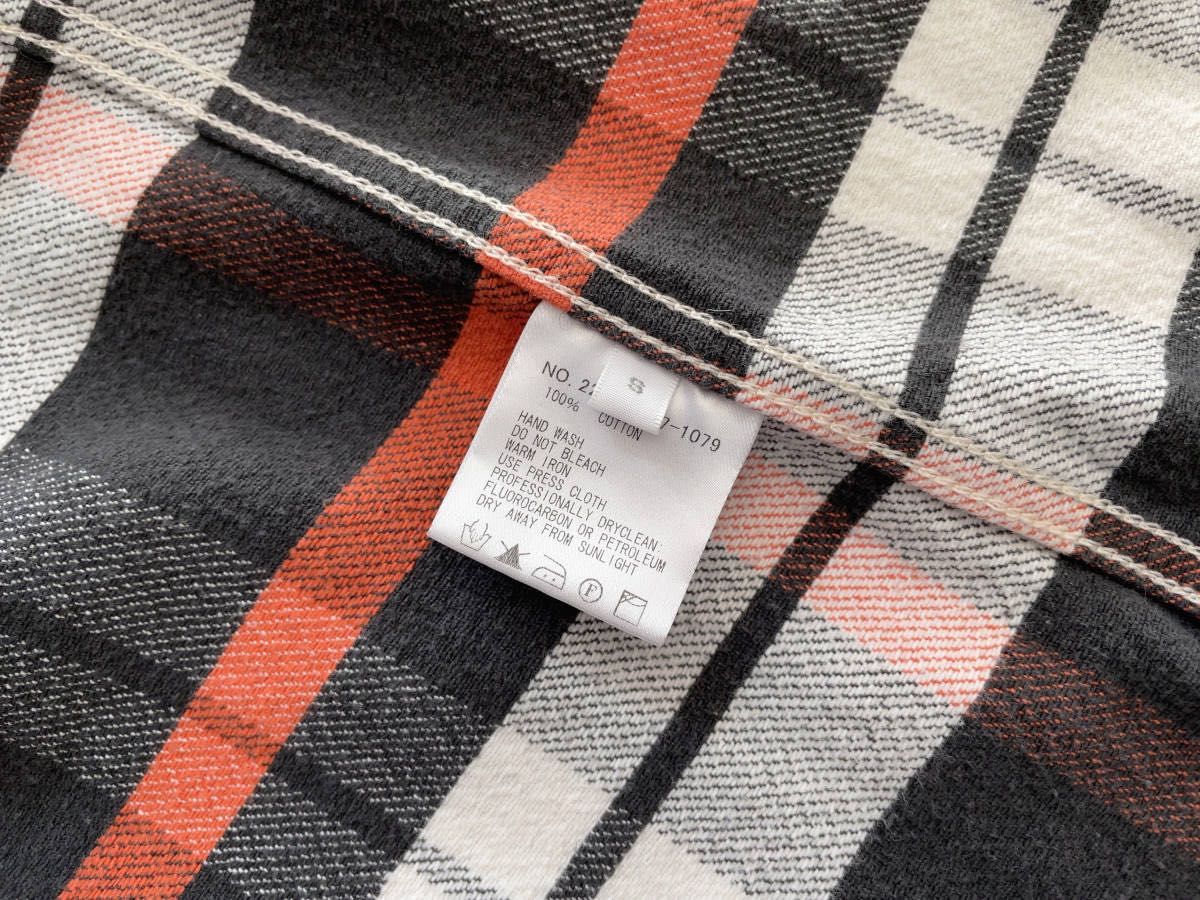 S
NO. 22 7-1079
100% COTTON
HAND WASH
DO NOT BLEACH
WARM IRON
USE PRESS CLOTH
PROFESSIONALLY DRYCLEAN:
FLUOROCARBON OR PETROLEUM
DRY AWAY FROM SUNLIGHT
F